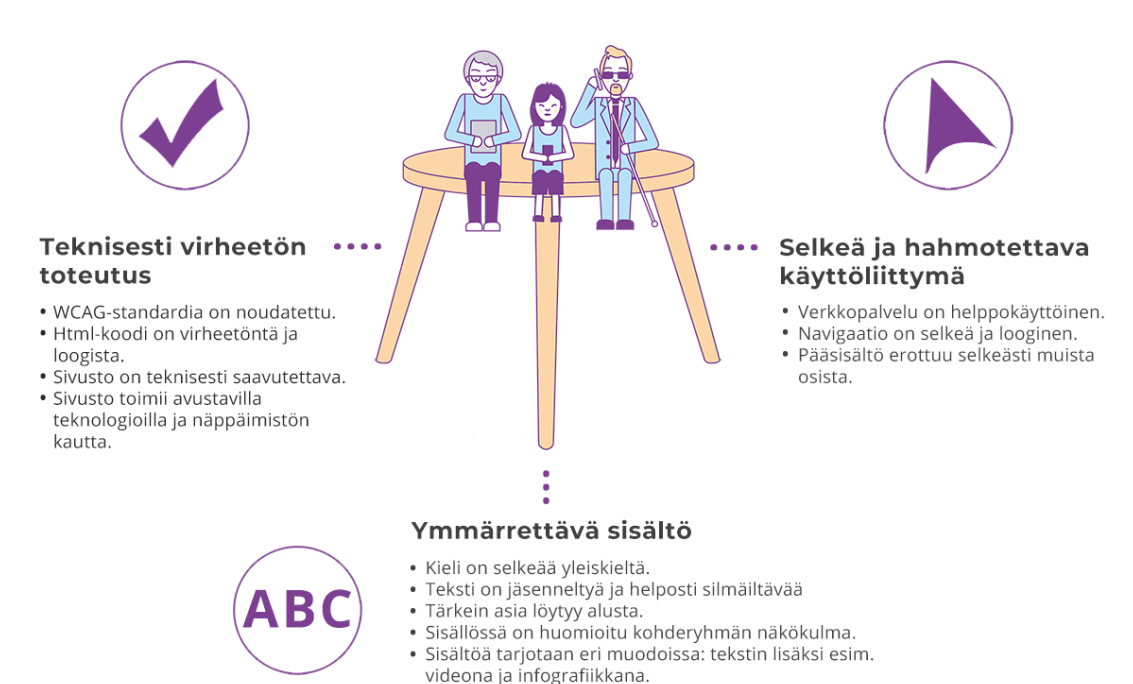 Teknisesti virheetön
toteutus
• WCAG-standardia on noudatettu.
• Html-koodi on virheetöntä ja
loogista.
• Sivusto on teknisesti saavutettava.
• Sivusto toimii avustavilla
teknologioilla ja näppäimistön
kautta.
Selkeä ja hahmotettava
käyttöliittymä
• Verkkopalvelu on helppokäyttöinen.
• Navigaatio on selkeä ja looginen.
• Pääsisältö erottuu selkeästi muista
osista.
ABC
Ymmärrettävä sisältö
• Kieli on selkeää yleiskieltä.
• Teksti on jäsenneltyä ja helposti silmäiltävää
• Tärkein asia löytyy alusta.
• Sisällössä on huomioitu kohderyhmän näkökulma.
• Sisältöä tarjotaan eri muodoissa: tekstin lisäksi esim.
videona ja infografiikkana.